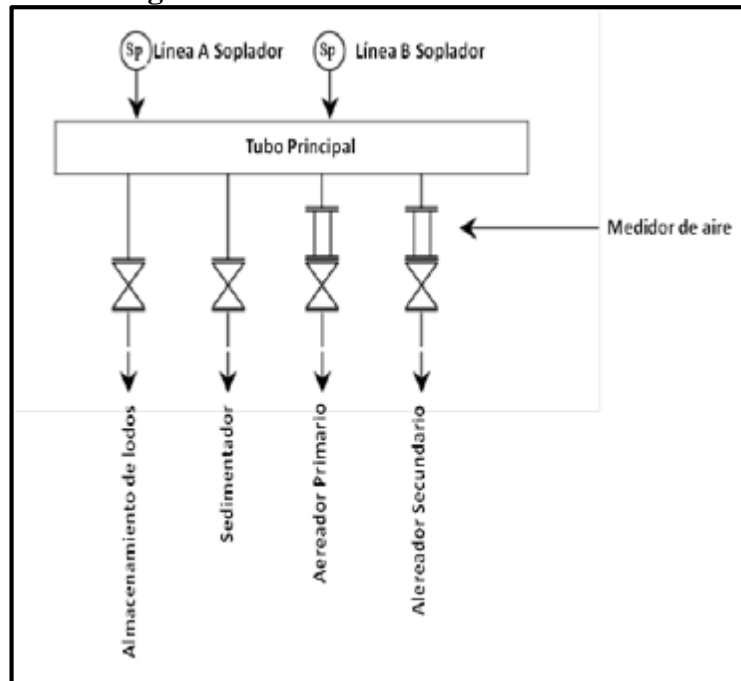 Sp Línea A Soplador
Sp Línea B Soplador
Tubo Principal
Medidor de aire
Almacenamiento de lodos
Sedimentador
Aereador Primario
Alereador Secundario